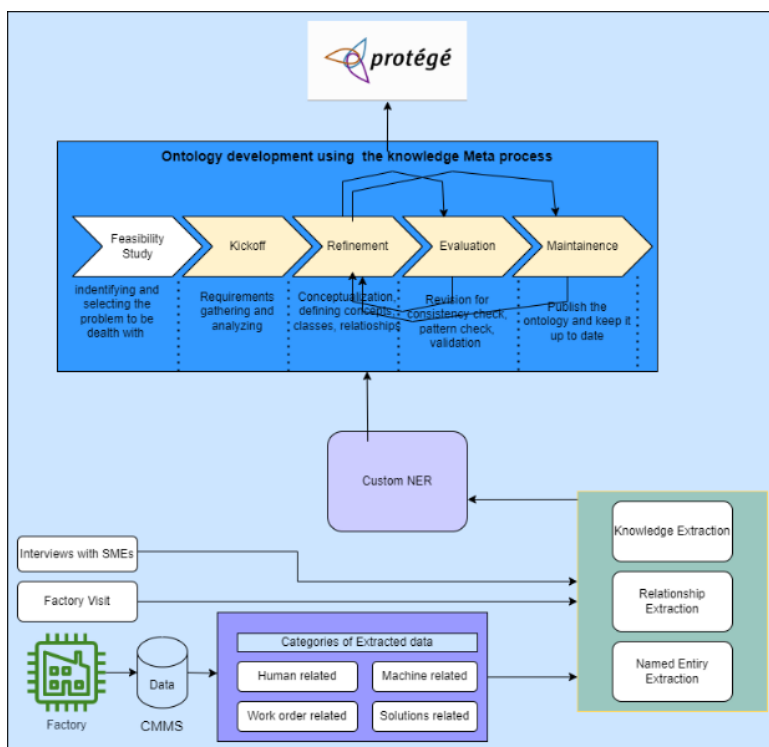 protégé
Ontology development using the knowledge Meta process
Feasibility
Study
Kickoff
Refinement
Evaluation
Maintainence
indentifying and
selecting the
problem to be
dealth with
Requirements
gathering and
analyzing
Conceptualization,
defining concepts,
classes, relatioships
Revision for
consistency check,
pattern check,
validation
Publish the
ontology and keep it
up to date
Custom NER
Knowledge Extraction
Interviews with SMEs
Factory Visit
Relationship
Extraction
Categories of Extracted data
Human related
Machine related
Named Entiry
Extraction
Data
Work order related
Solutions related
Factory
CMMS